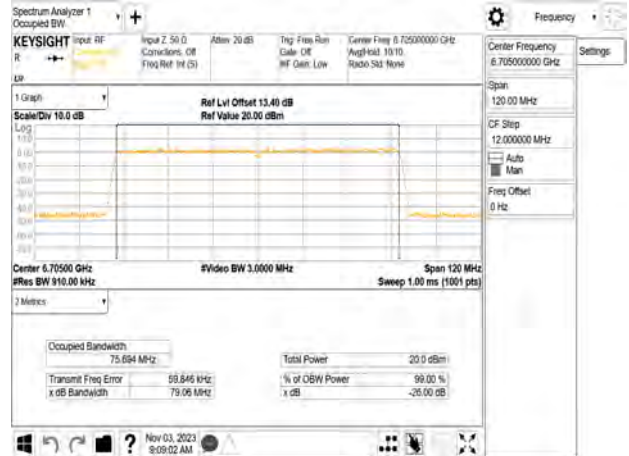 Spectrum Analyzer 1
Occupied BW
+
Frequency
KEYSIGHT
Input: RF
Input Z: 50 Ω
Corrections: Off
Freq Ref: Int (S)
Atten: 20 dB
Trig: Free Run
Gate: Off
#IF Gain: Low
Center Freq: 6.705000000 GHz
Avg|Hold: 10/10
Radio Std: None
Center Frequency
6.705000000 GHz
Settings
Span
120.00 MHz
CF Step
12.000000 MHz
Auto
Man
Freq Offset
0 Hz
1 Graph
Scale/Div 10.0 dB
Ref Lvl Offset 13.40 dB
Ref Value 20.00 dBm
Log
Center 6.70500 GHz
#Res BW 910.00 kHz
#Video BW 3.0000 MHz
Span 120 MHz
Sweep 1.00 ms (1001 pts)
2 Metrics
Occupied Bandwidth
75.694 MHz
Total Power
20.0 dBm
Transmit Freq Error
59.846 kHz
% of OBW Power
99.00 %
x dB Bandwidth
79.06 MHz
x dB
-26.00 dB
?
Nov 03, 2023
9:09:02 AM